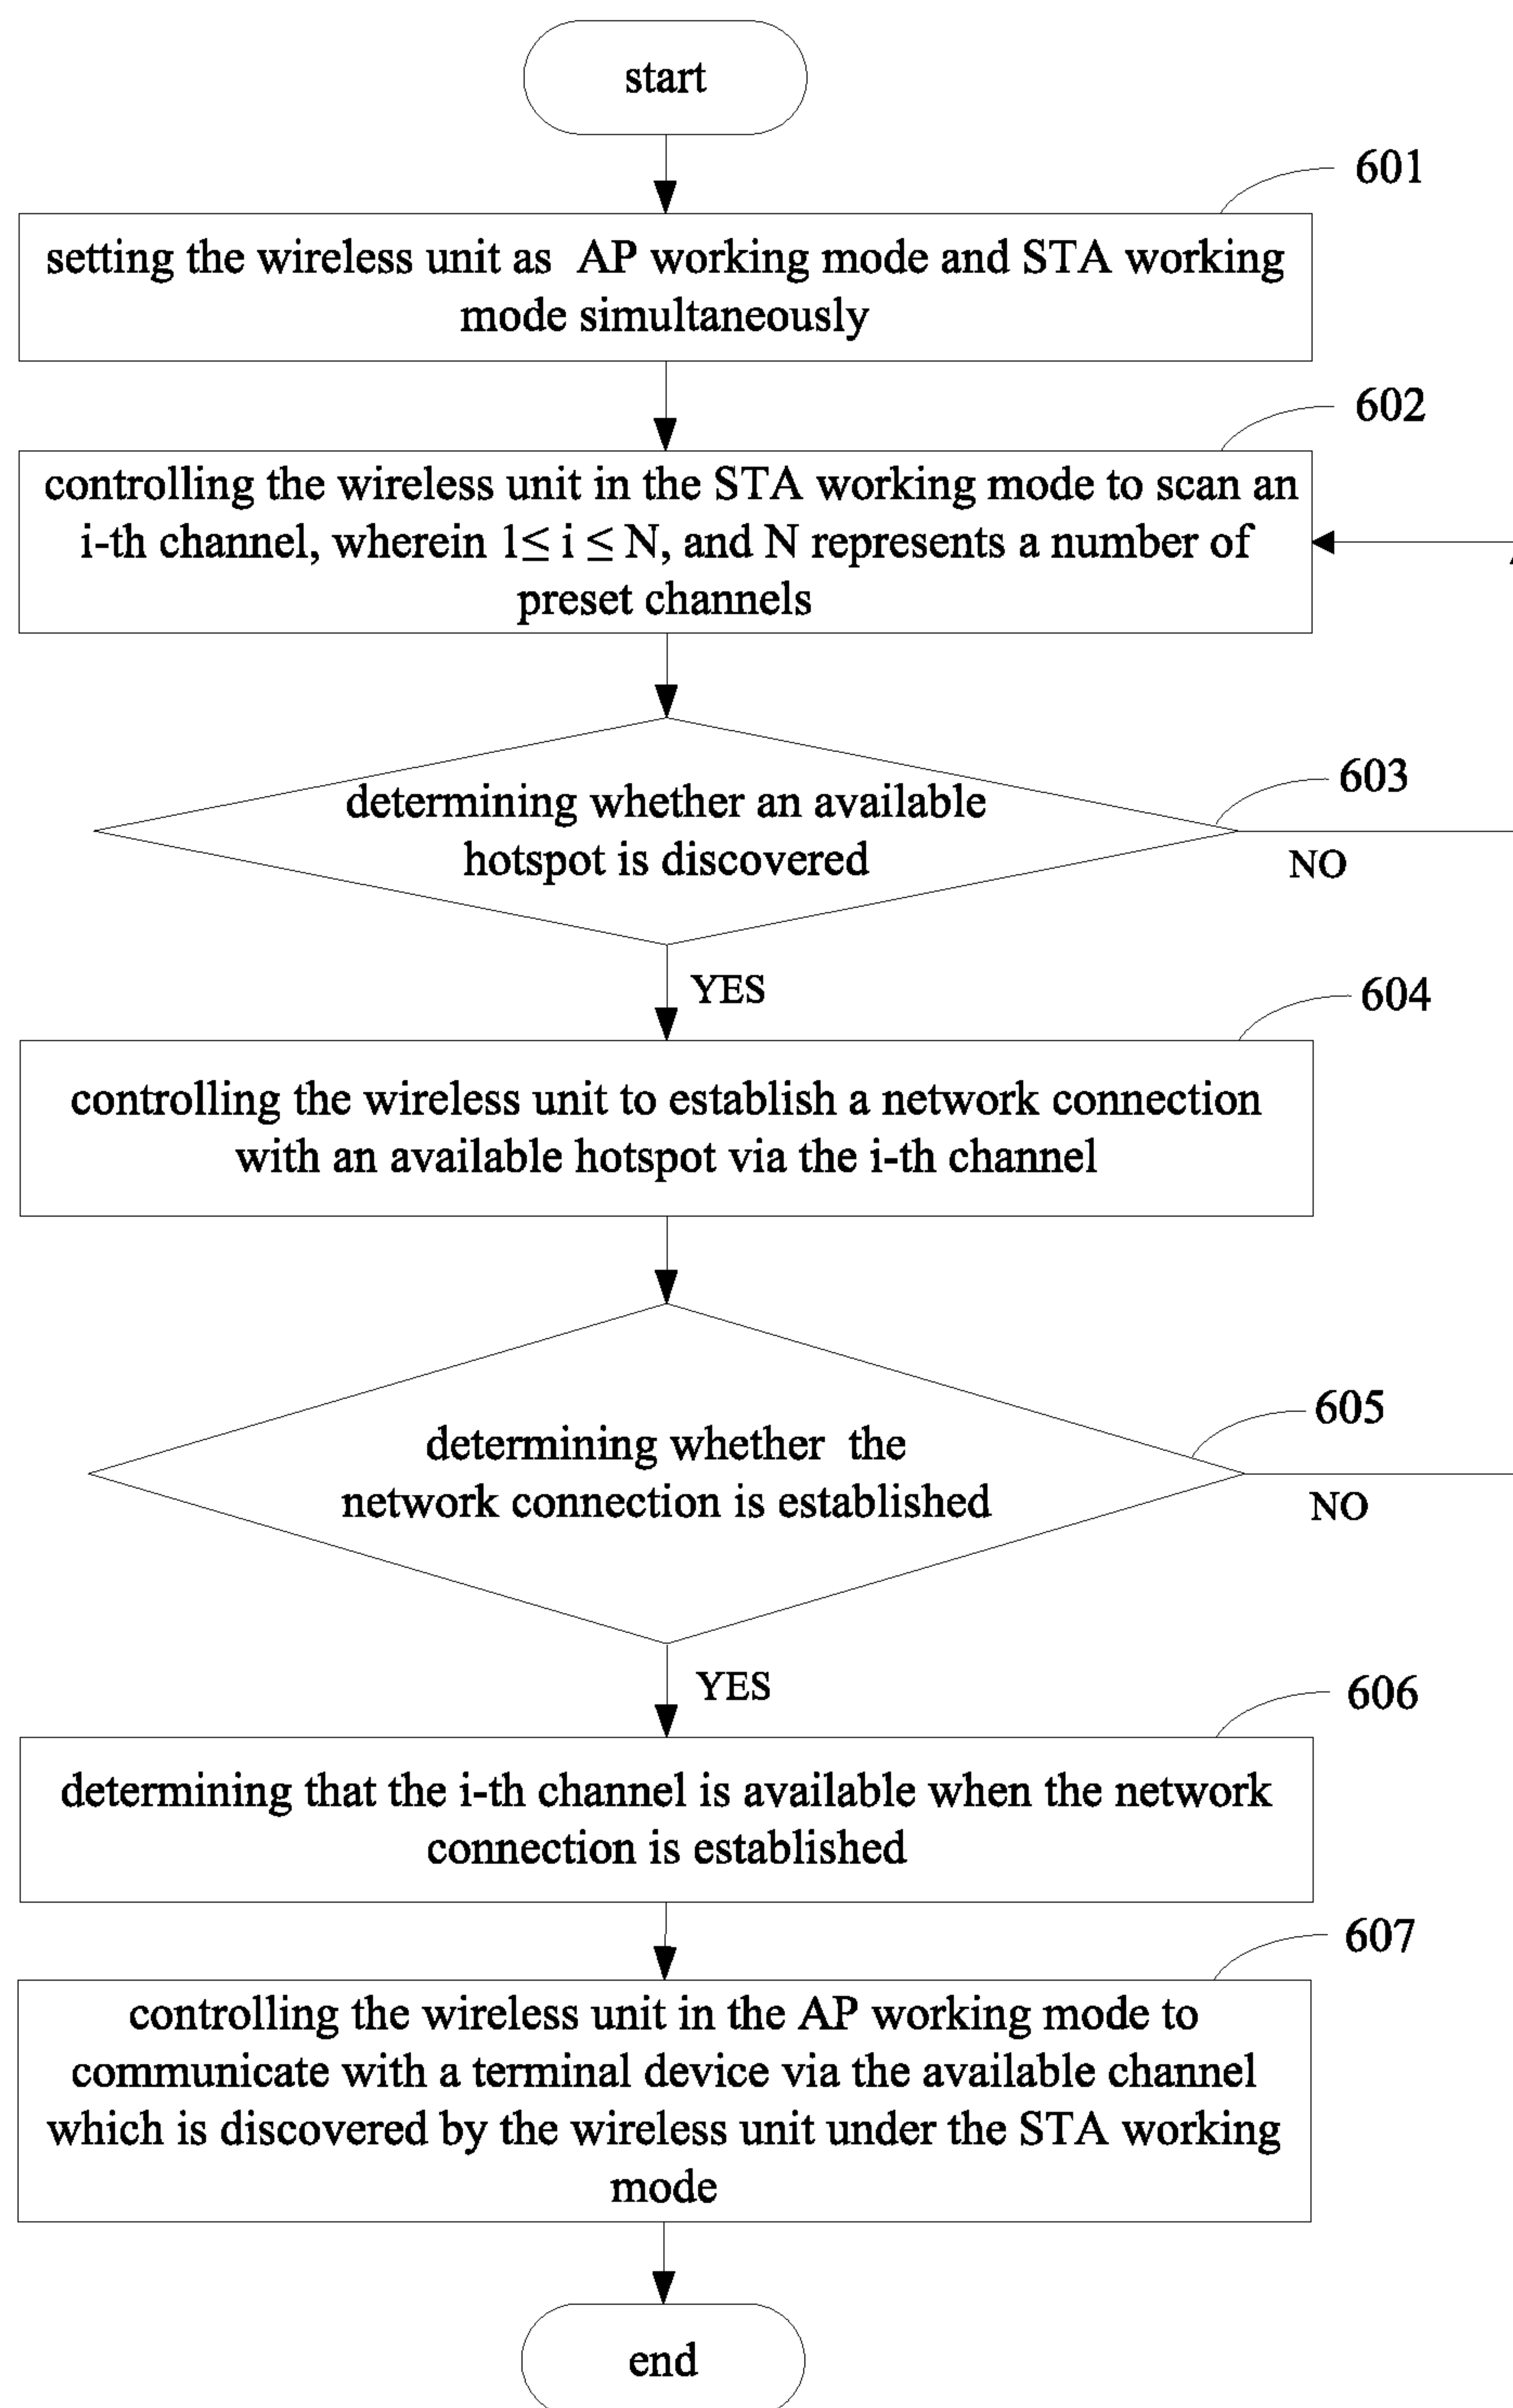 start
601
setting the wireless unit as AP working mode and STA working
mode simultaneously
602
controlling the wireless unit in the STA working mode to scan an
i-th channel, wherein 1≤ i ≤ N, and N represents a number of
preset channels
603
determining whether an available
hotspot is discovered
NO
YES
604
controlling the wireless unit to establish a network connection
with an available hotspot via the i-th channel
605
determining whether the
network connection is established
NO
YES
606
determining that the i-th channel is available when the network
connection is established
607
controlling the wireless unit in the AP working mode to
communicate with a terminal device via the available channel
which is discovered by the wireless unit under the STA working
mode
end